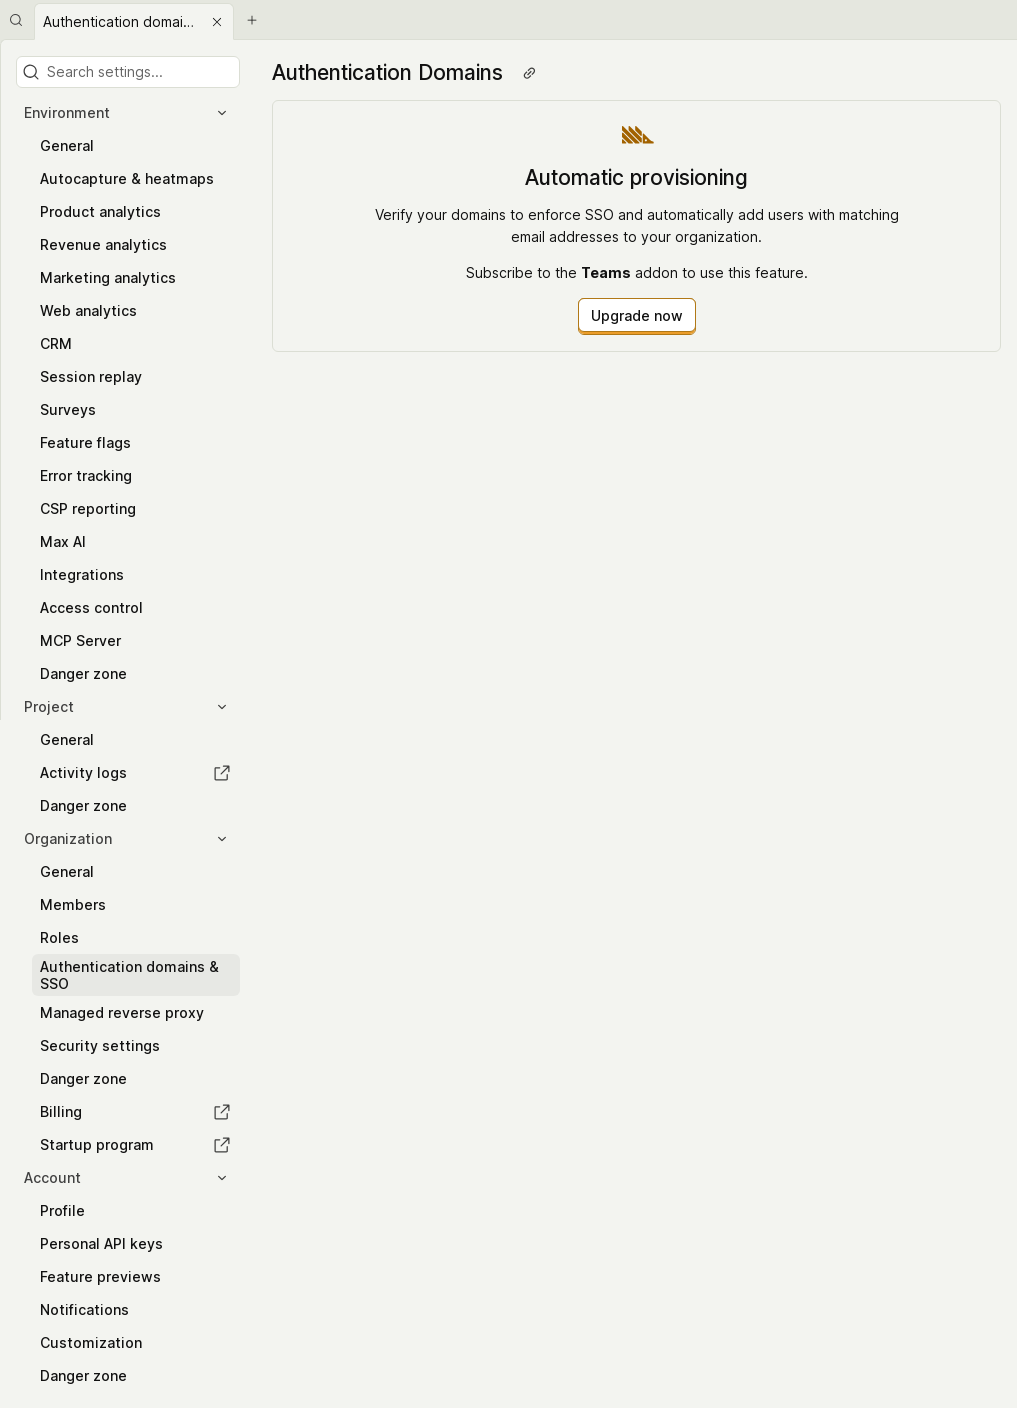 Authentication domai...
Search settings...
Environment
General
Autocapture & heatmaps
Product analytics
Revenue analytics
Marketing analytics
Web analytics
CRM
Session replay
Surveys
Feature flags
Error tracking
CSP reporting
Max AI
Integrations
Access control
MCP Server
Danger zone
Project
General
Activity logs
Danger zone
Organization
General
Members
Roles
Authentication domains &
SSO
Managed reverse proxy
Security settings
Danger zone
Billing
Startup program
Account
Profile
Personal API keys
Feature previews
Notifications
Customization
Danger zone
Authentication Domains
Automatic provisioning
Verify your domains to enforce SSO and automatically add users with matching
email addresses to your organization.
Subscribe to the Teams addon to use this feature.
Upgrade now